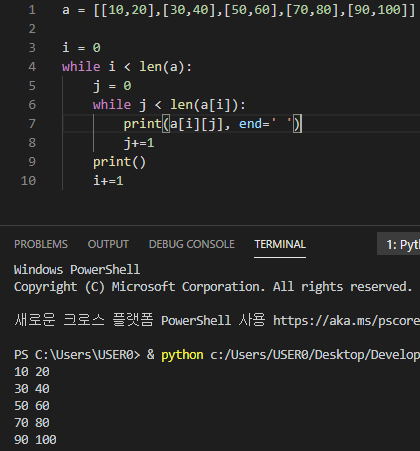 1 a = [[10,20],[30,40],[50,60],[70,80],[90,100]]
2
3 i = 0
4 while i < len(a):
5     j = 0
6     while j < len(a[i]):
7         print(a[i][j], end=' ')
8         j+=1
9     print()
10     i+=1
PROBLEMS OUTPUT DEBUG CONSOLE TERMINAL 1: Pyt
Windows PowerShell
Copyright (C) Microsoft Corporation. All rights reserved.
새로운 크로스 플랫폼 PowerShell 사용 https://aka.ms/pscore
PS C:\Users\USER0> & python c:/Users/USER0/Desktop/Develop
10 20
30 40
50 60
70 80
90 100